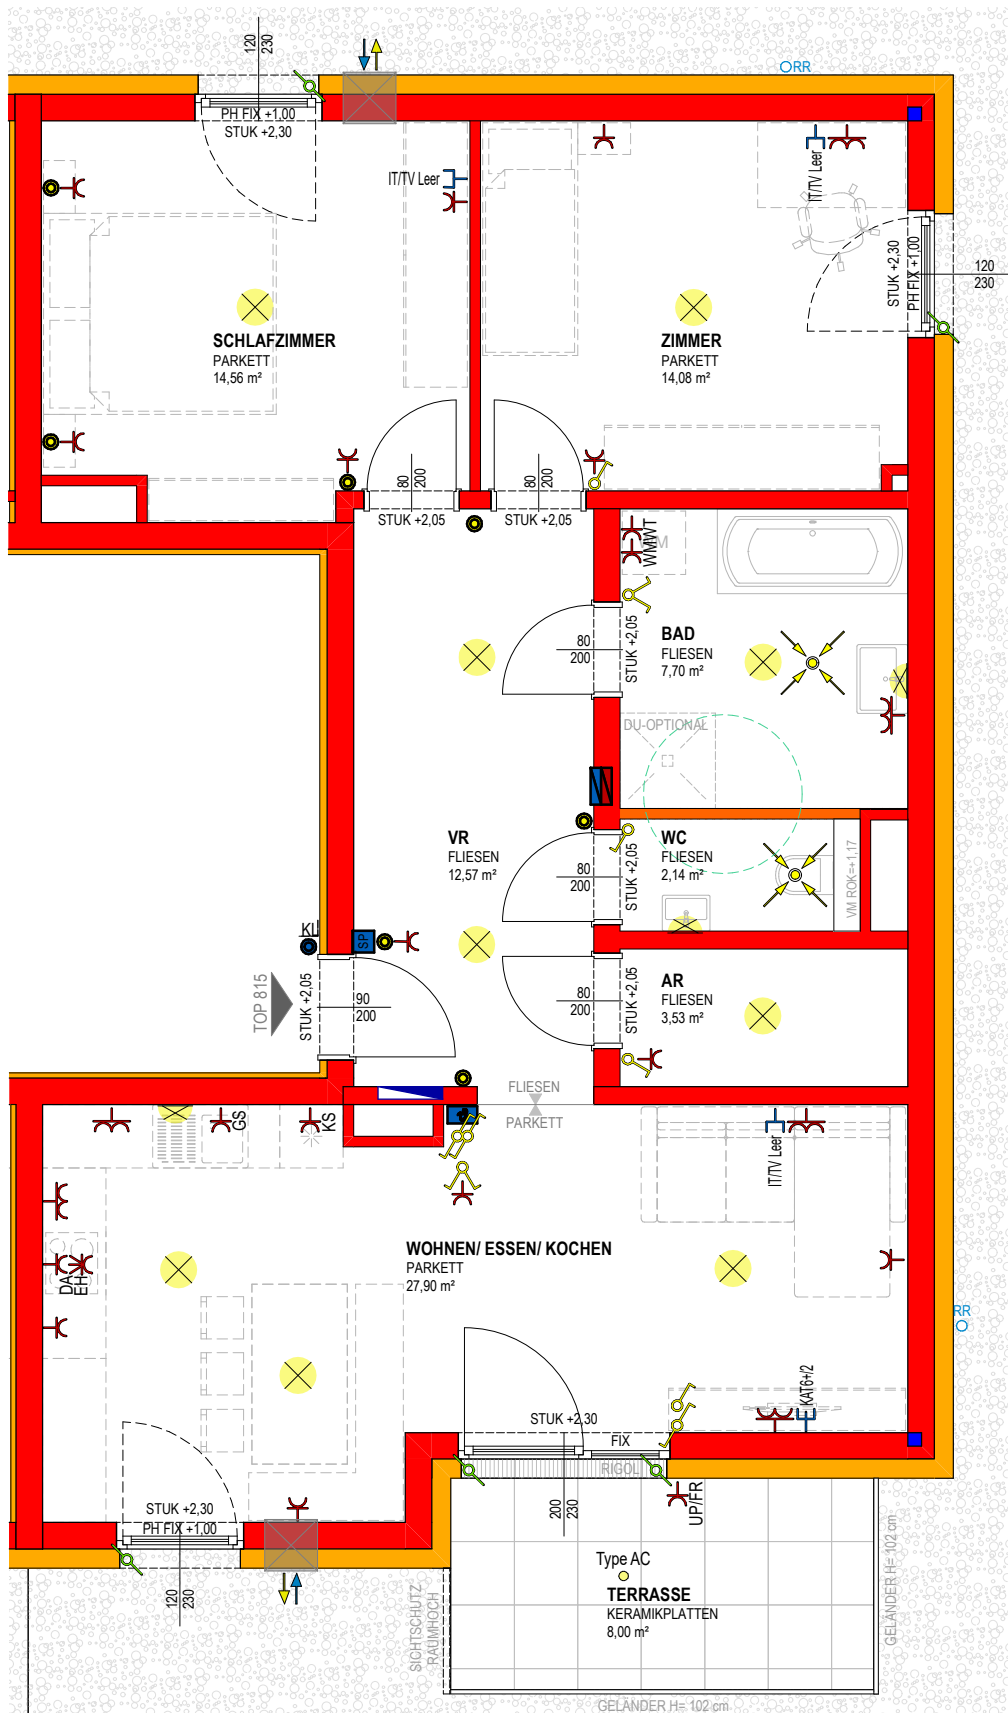 120
230
RR
PH FIX +1,00
STUK +2,30
IT/TV Leer
IT/TV Leer
STUK +2,30
PH FIX +1,00
120
230
SCHLAFZIMMER
PARKETT
14,56 m²
ZIMMER
PARKETT
14,08 m²
80
200
80
200
STUK +2,05
STUK +2,05
WM
WM
WT
80
200
STUK +2,05
BAD
FLIESEN
7,70 m²
DU-OPTIONAL
VR
FLIESEN
12,57 m²
80
200
STUK +2,05
WC
FLIESEN
2,14 m²
VM ROK=+1,17
KL
SP
TOP 815
STUK +2,05
90
200
80
200
STUK +2,05
AR
FLIESEN
3,53 m²
FLIESEN
PARKETT
GS
KS
IT/TV Leer
DA
EH
WOHNEN/ ESSEN/ KOCHEN
PARKETT
27,90 m²
RR
KAT6+/2
STUK +2,30
FIX
RIGOL
200
230
UP/FR
STUK +2,30
PH FIX +1,00
120
230
Type AC
TERRASSE
KERAMIKPLATTEN
8,00 m²
SICHTSCHUTZ
RAUMHOCH
GELÄNDER H= 102 cm
GELÄNDER H= 102 cm